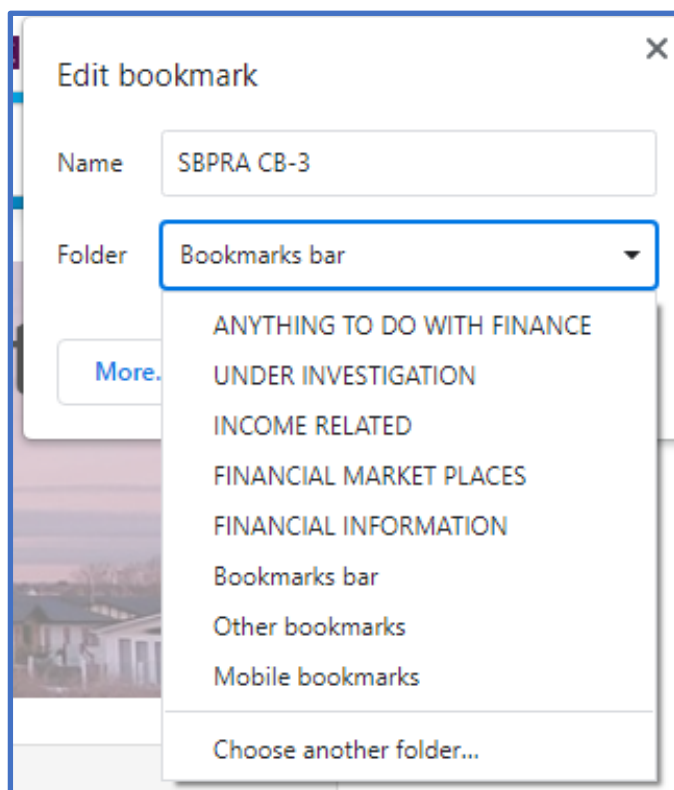 Edit bookmark
Name SBPRA CB-3
Folder Bookmarks bar
ANYTHING TO DO WITH FINANCE
More.
UNDER INVESTIGATION
INCOME RELATED
FINANCIAL MARKET PLACES
FINANCIAL INFORMATION
Bookmarks bar
Other bookmarks
Mobile bookmarks
Choose another folder...